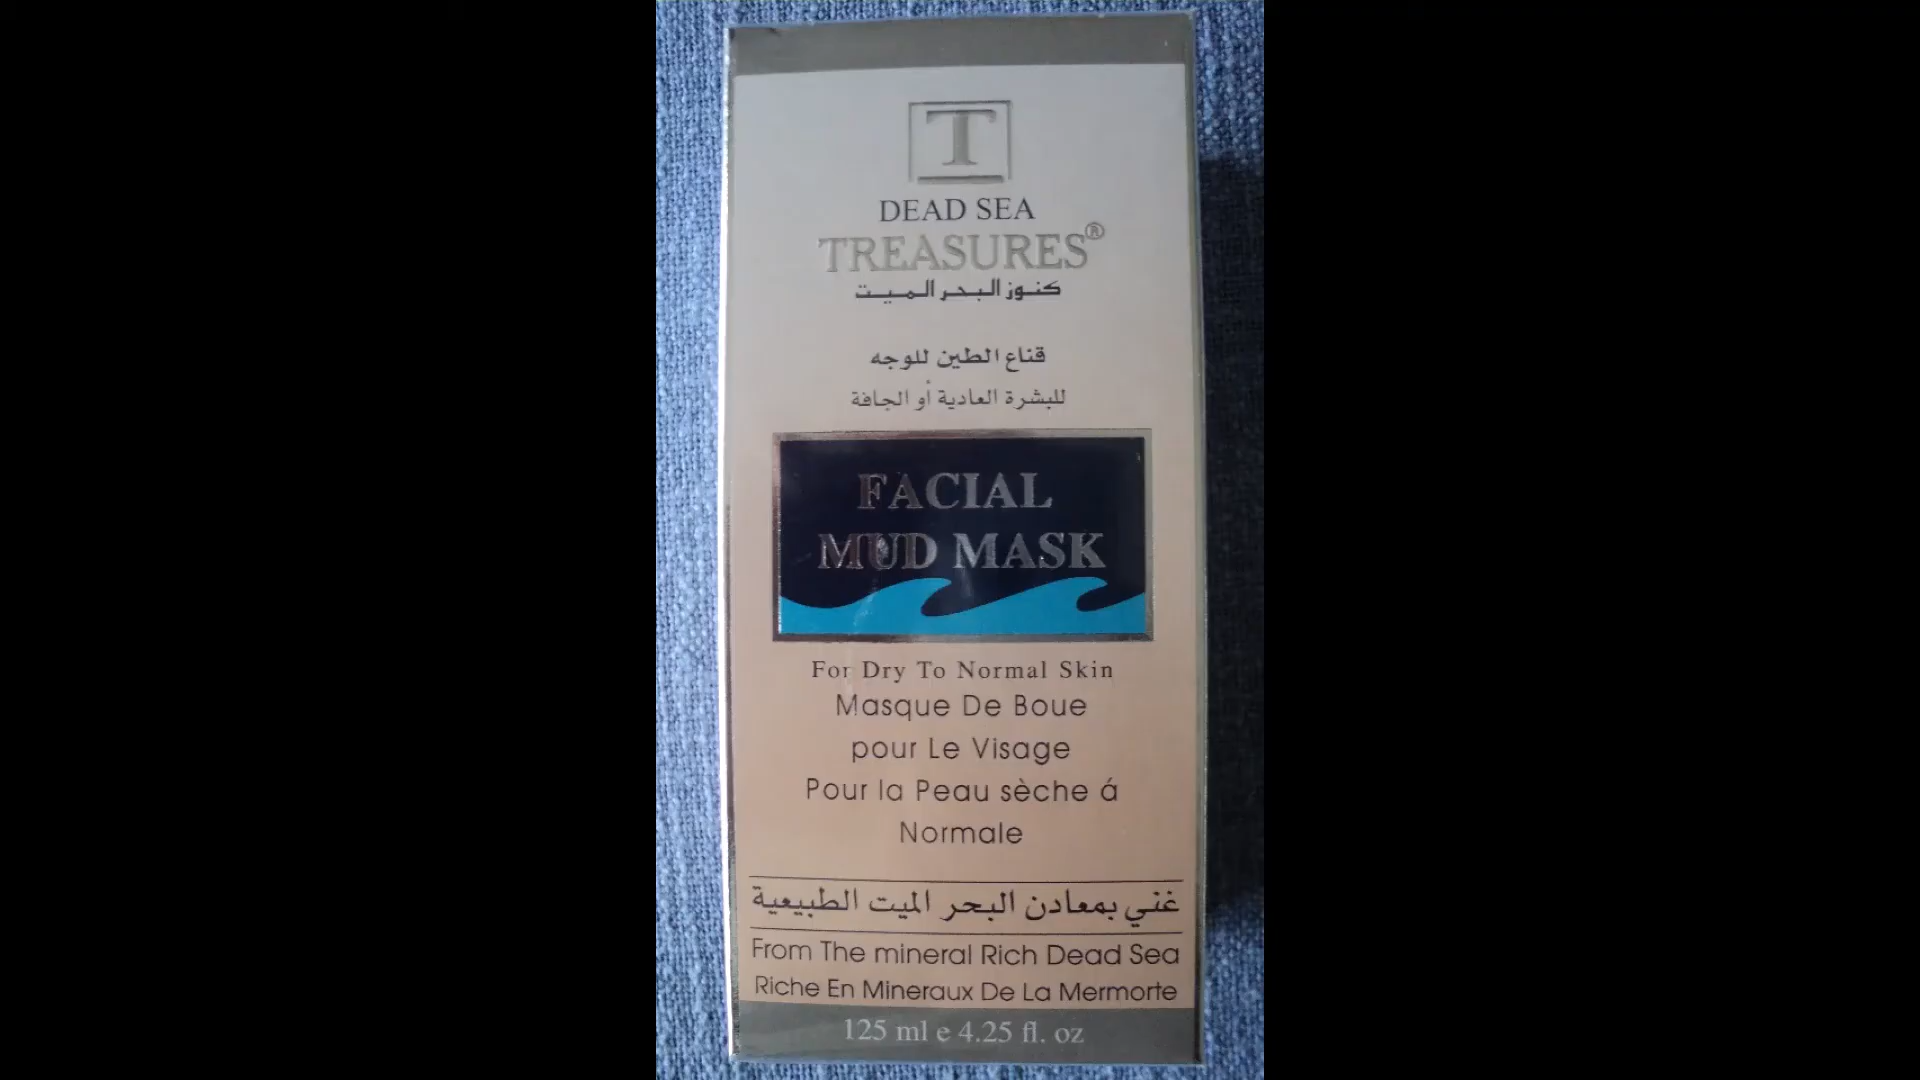 T
DEAD SEA
TREASURES®
كنوز البحر الميت
قناع الطين للوجه
للبشرة العادية أو الجافة
FACIAL
MUD MASK
For Dry To Normal Skin
Masque De Boue
pour Le Visage
Pour la Peau sèche á
Normale
غني بمعادن البحر الميت الطبيعية
From The mineral Rich Dead Sea
Riche En Mineraux De La Mermorte
125 ml e 4.25 fl. oz